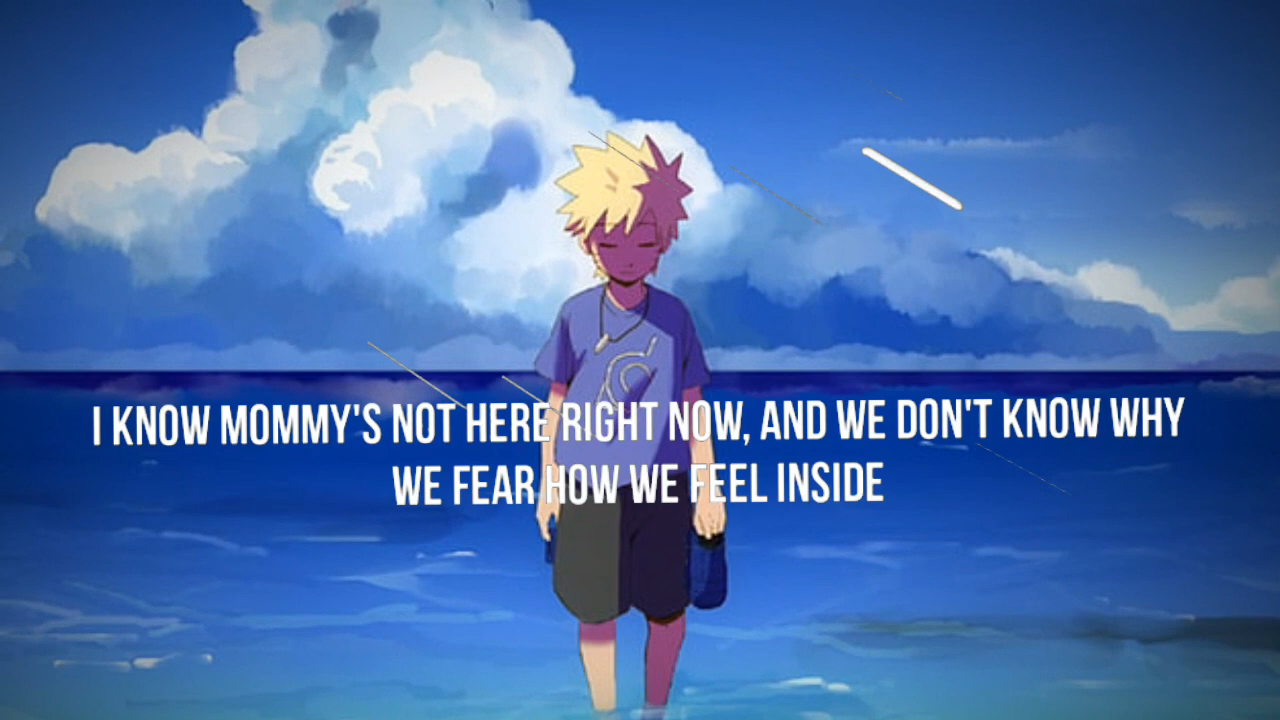 I KNOW MOMMY'S NOT HERE RIGHT NOW, AND WE DON'T KNOW WHY
WE FEAR HOW WE FEEL INSIDE